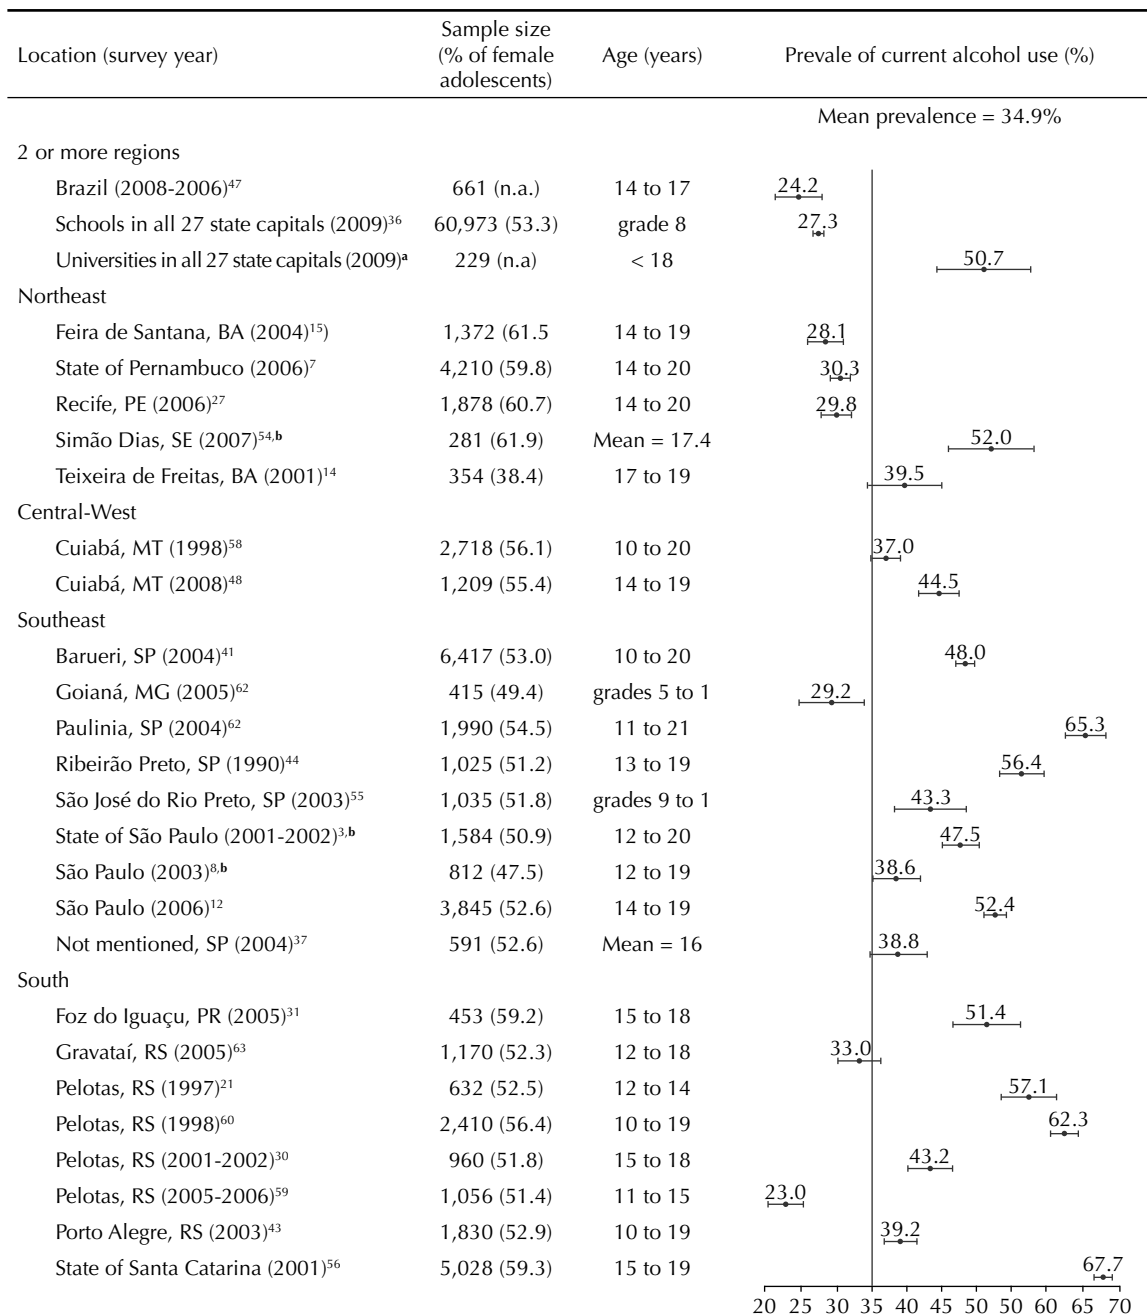 Location (survey year) Sample size (% of female adolescents) Age (years) Prevale of current alcohol use (%)
Mean prevalence = 34.9%
2 or more regions
Brazil (2008-2006)47 661 (n.a.) 14 to 17 24.2
Schools in all 27 state capitals (2009)36 60,973 (53.3) grade 8 27.3
Universities in all 27 state capitals (2009)a 229 (n.a) < 18 50.7
Northeast
Feira de Santana, BA (2004)15) 1,372 (61.5 14 to 19 28.1
State of Pernambuco (2006)7 4,210 (59.8) 14 to 20 30.3
Recife, PE (2006)27 1,878 (60.7) 14 to 20 29.8
Simão Dias, SE (2007)54,b 281 (61.9) Mean = 17.4 52.0
Teixeira de Freitas, BA (2001)14 354 (38.4) 17 to 19 39.5
Central-West
Cuiabá, MT (1998)58 2,718 (56.1) 10 to 20 37.0
Cuiabá, MT (2008)48 1,209 (55.4) 14 to 19 44.5
Southeast
Barueri, SP (2004)41 6,417 (53.0) 10 to 20 48.0
Goianá, MG (2005)62 415 (49.4) grades 5 to 1 29.2
Paulinia, SP (2004)62 1,990 (54.5) 11 to 21 65.3
Ribeirão Preto, SP (1990)44 1,025 (51.2) 13 to 19 56.4
São José do Rio Preto, SP (2003)55 1,035 (51.8) grades 9 to 1 43.3
State of São Paulo (2001-2002)3,b 1,584 (50.9) 12 to 20 47.5
São Paulo (2003)8,b 812 (47.5) 12 to 19 38.6
São Paulo (2006)12 3,845 (52.6) 14 to 19 52.4
Not mentioned, SP (2004)37 591 (52.6) Mean = 16 38.8
South
Foz do Iguaçu, PR (2005)31 453 (59.2) 15 to 18 51.4
Gravataí, RS (2005)63 1,170 (52.3) 12 to 18 33.0
Pelotas, RS (1997)21 632 (52.5) 12 to 14 57.1
Pelotas, RS (1998)60 2,410 (56.4) 10 to 19 62.3
Pelotas, RS (2001-2002)30 960 (51.8) 15 to 18 43.2
Pelotas, RS (2005-2006)59 1,056 (51.4) 11 to 15 23.0
Porto Alegre, RS (2003)43 1,830 (52.9) 10 to 19 39.2
State of Santa Catarina (2001)56 5,028 (59.3) 15 to 19 67.7
20 25 30 35 40 45 50 50 60 65 70